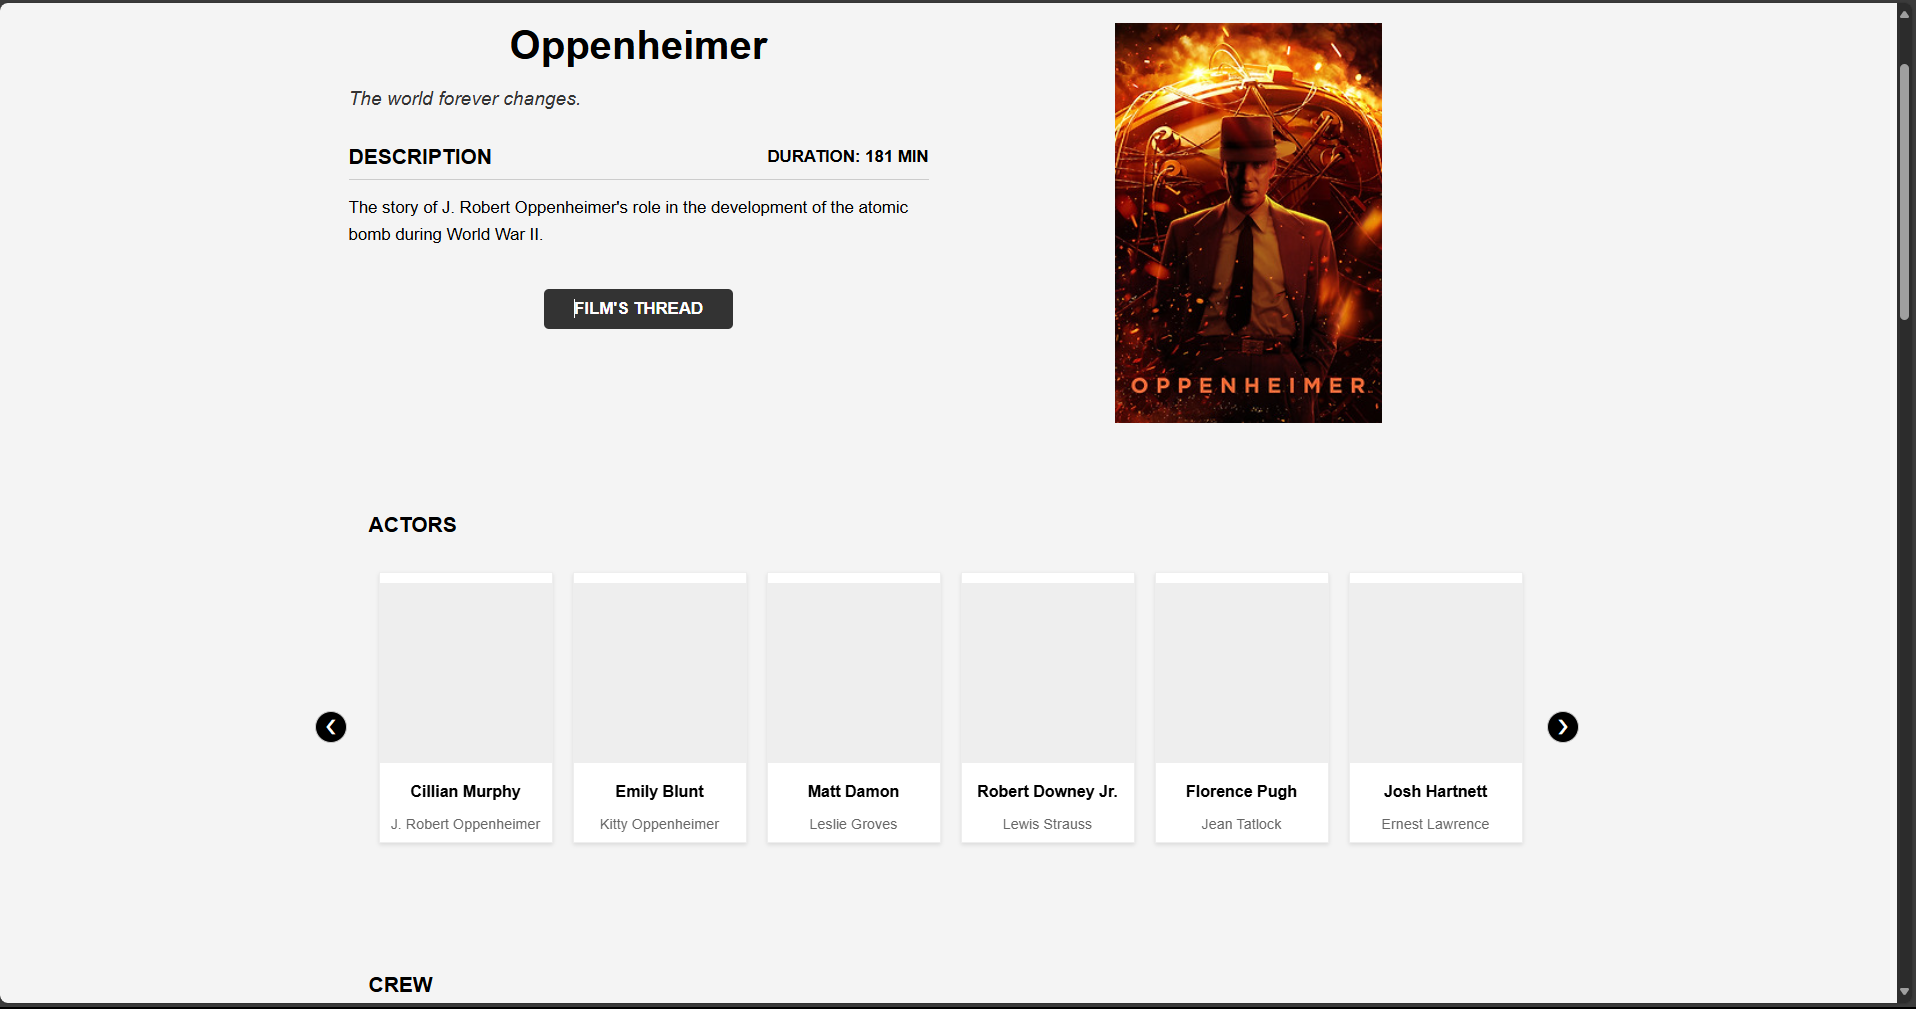 Oppenheimer
The world forever changes.
DESCRIPTION
DURATION: 181 MIN
The story of J. Robert Oppenheimer's role in the development of the atomic
bomb during World War II.
FILM'S THREAD
OPPENHEIMER
ACTORS
Cillian Murphy
J. Robert Oppenheimer
Emily Blunt
Kitty Oppenheimer
Matt Damon
Leslie Groves
Robert Downey Jr.
Lewis Strauss
Florence Pugh
Jean Tatlock
Josh Hartnett
Ernest Lawrence
CREW